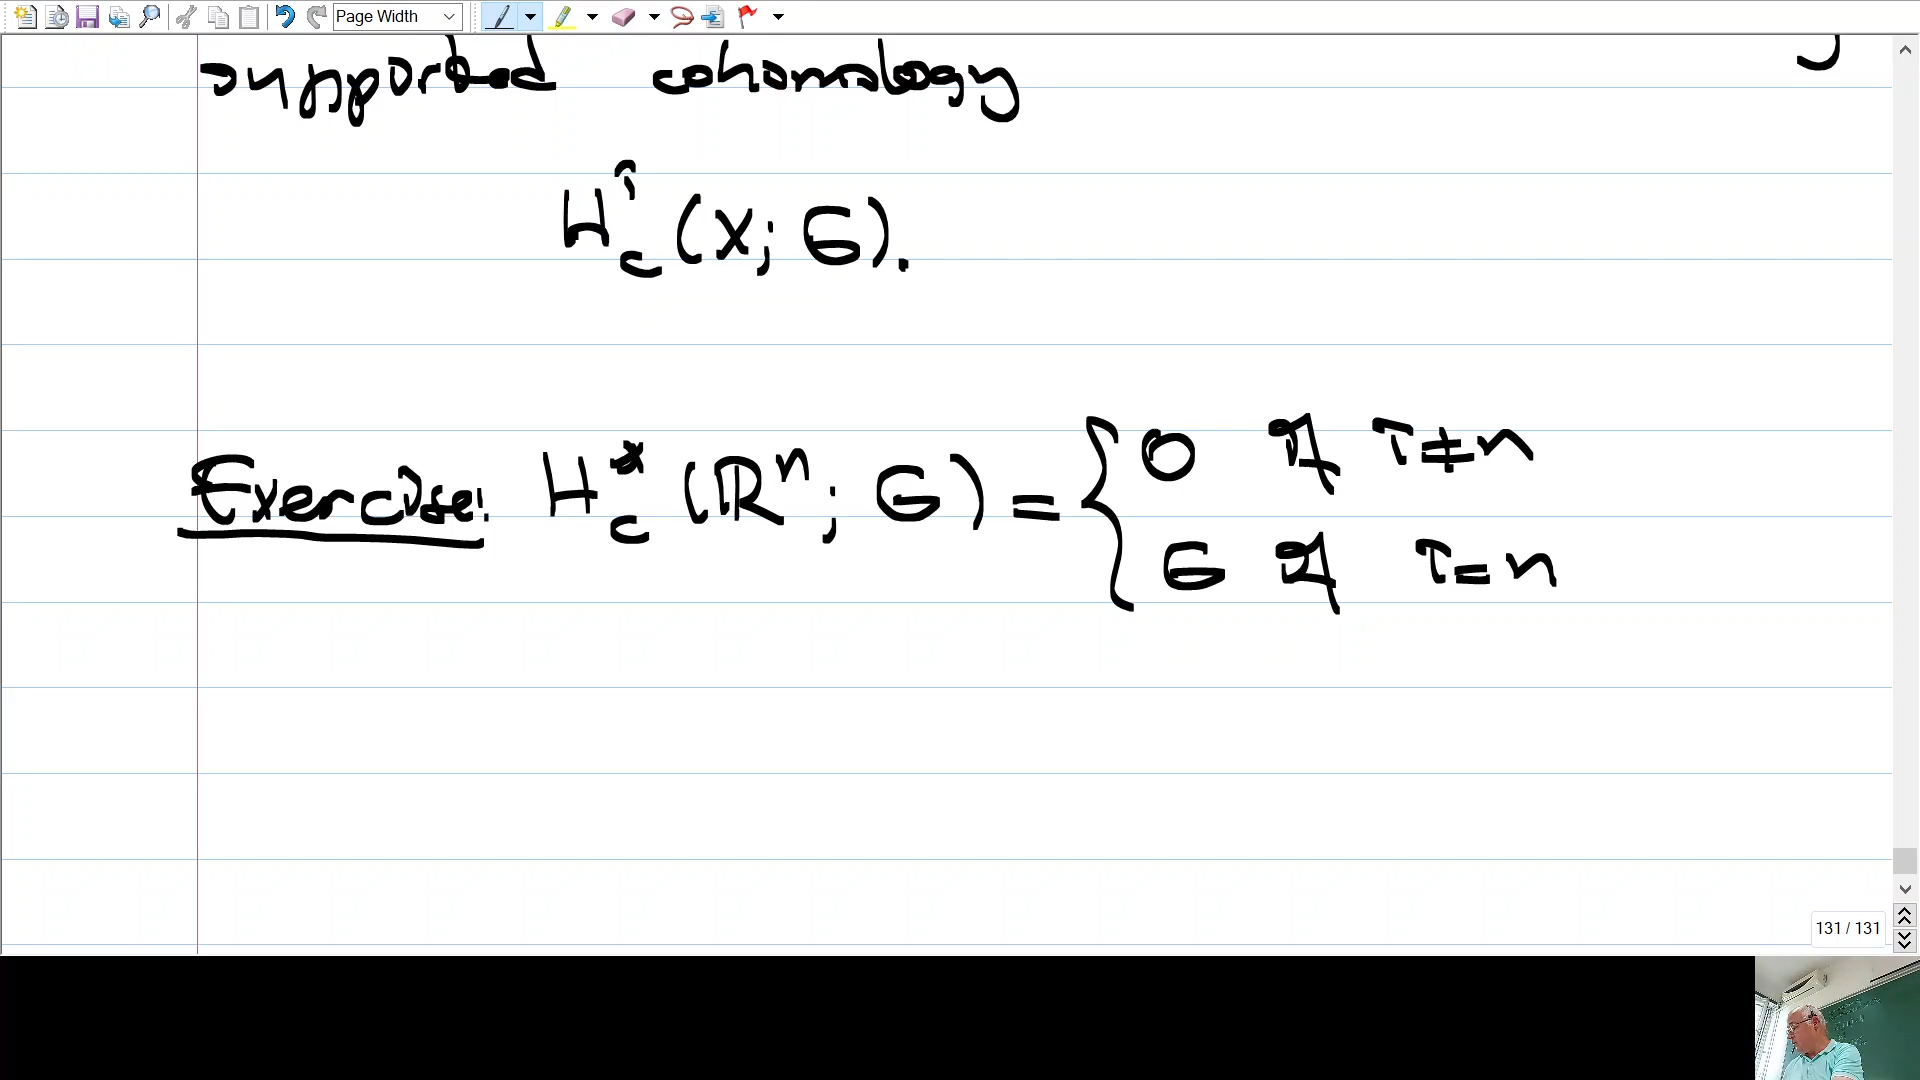 Page Width
supported cohomology
H^i_c (X; G).
Exercise: H^*_c (ℝ^n; G) = { 0 if i ≠ n
G if i = n
131 / 131